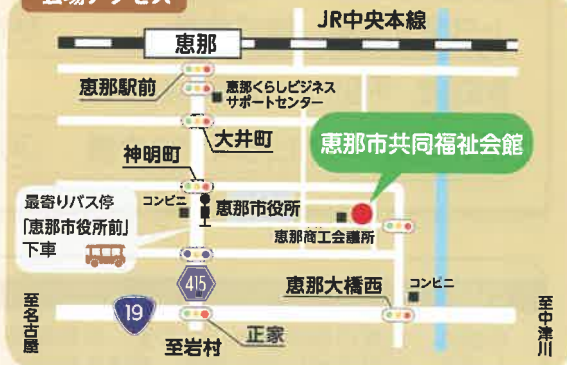 会場アクセス
JR中央本線
恵那
恵那駅前
恵那くらしビジネス
サポートセンター
大井町
恵那市共同福祉会館
神明町
最寄りバス停
「恵那市役所前」
下車
コンビニ
恵那市役所
恵那商工会議所
415
恵那大橋西
コンビニ
至名古屋
19
正家
至岩村
至中津川